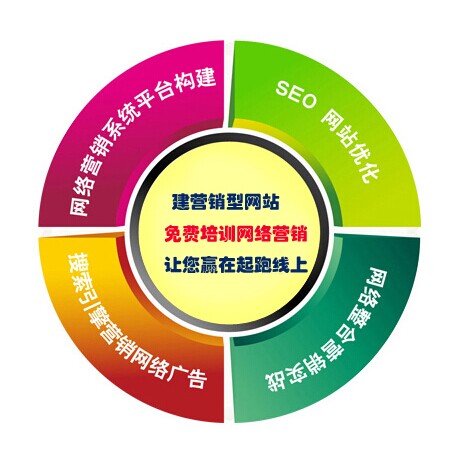 网络营销系统平台构建
SEO 网站优化
建营销型网站
免费培训网络营销
让您赢在起跑线上
搜索引擎营销网络广告
网络整合营销实战